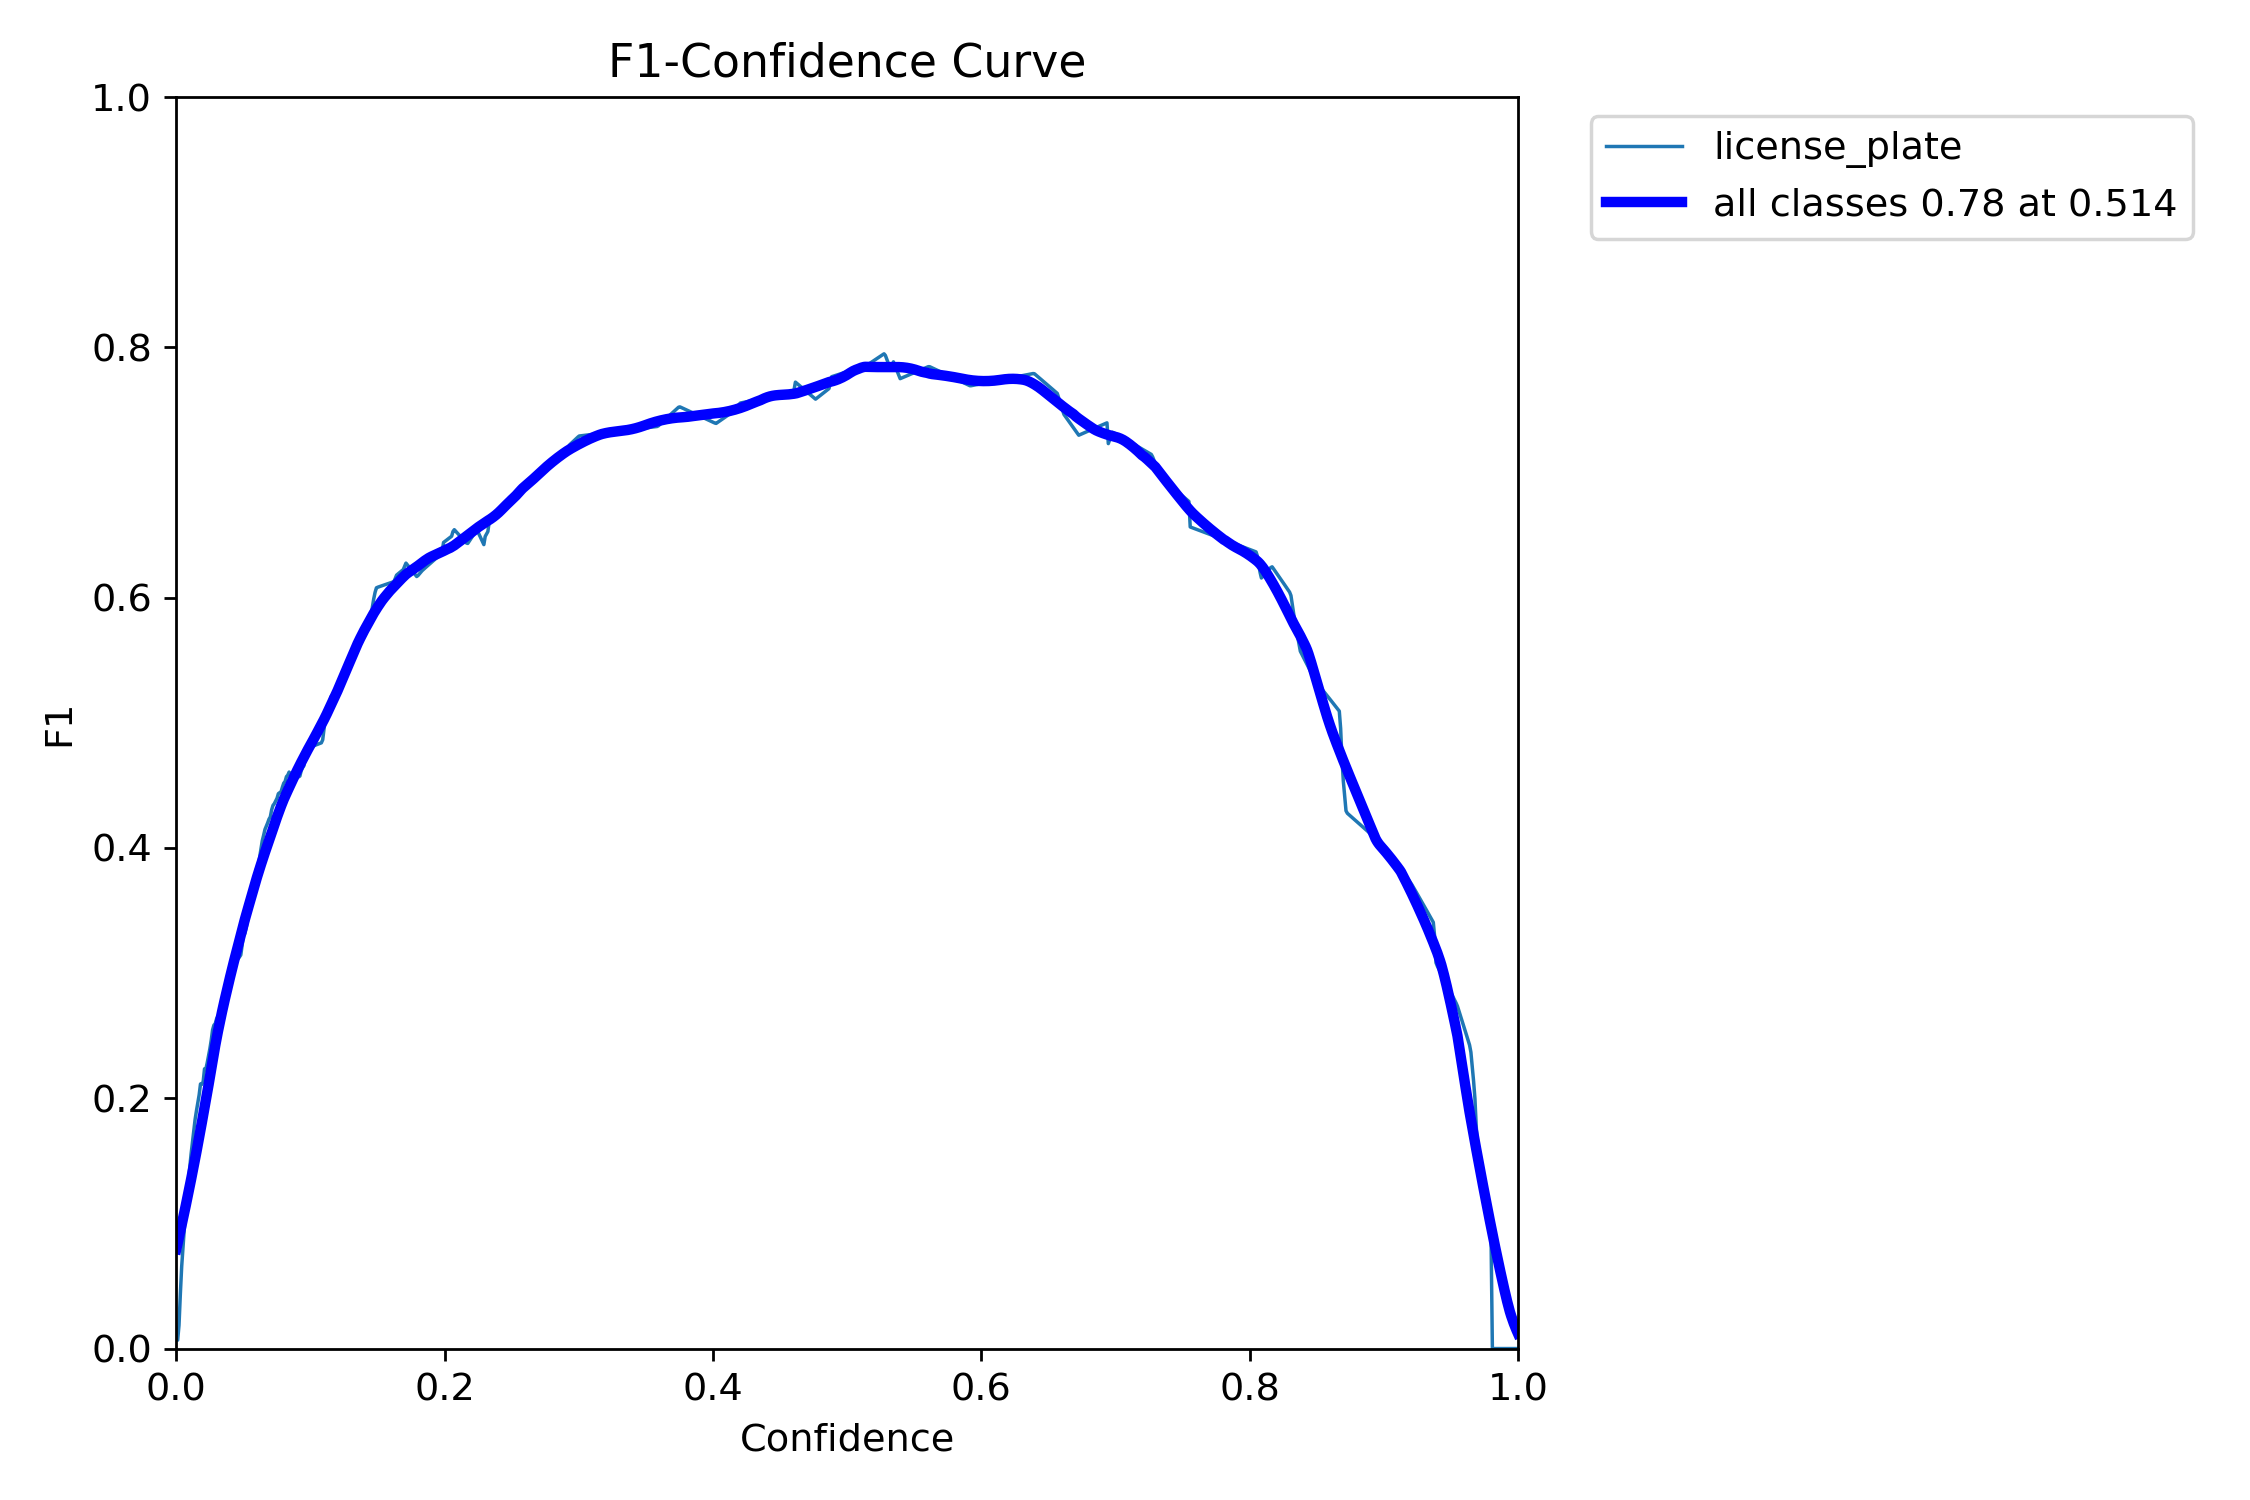 F1-Confidence Curve
1.0
0.8
0.6
0.4
0.2
0.0
F1
0.0 0.2 0.4 0.6 0.8 1.0
Confidence
license_plate
all classes 0.78 at 0.514